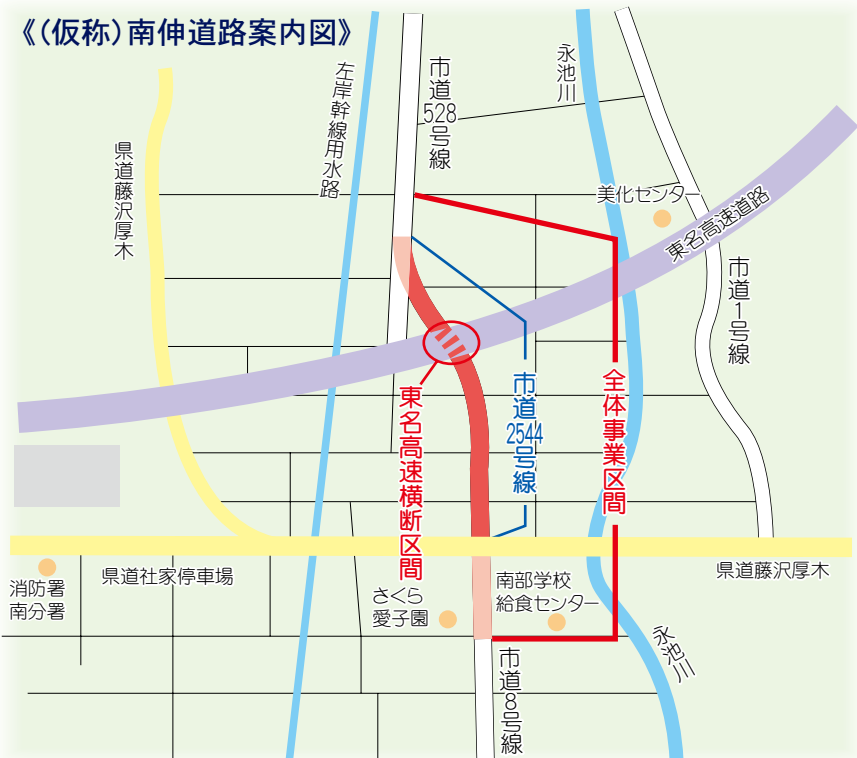 《(仮称)南伸道路案内図》
市道528号線
永池川
左岸幹線用水路
県道藤沢厚木
美化センター
東名高速道路
市道1号線
東名高速横断区間
市道2544号線
全体事業区間
消防署
南分署
県道社家停車場
さくら
愛子園
南部学校
給食センター
県道藤沢厚木
永池川
市道8号線